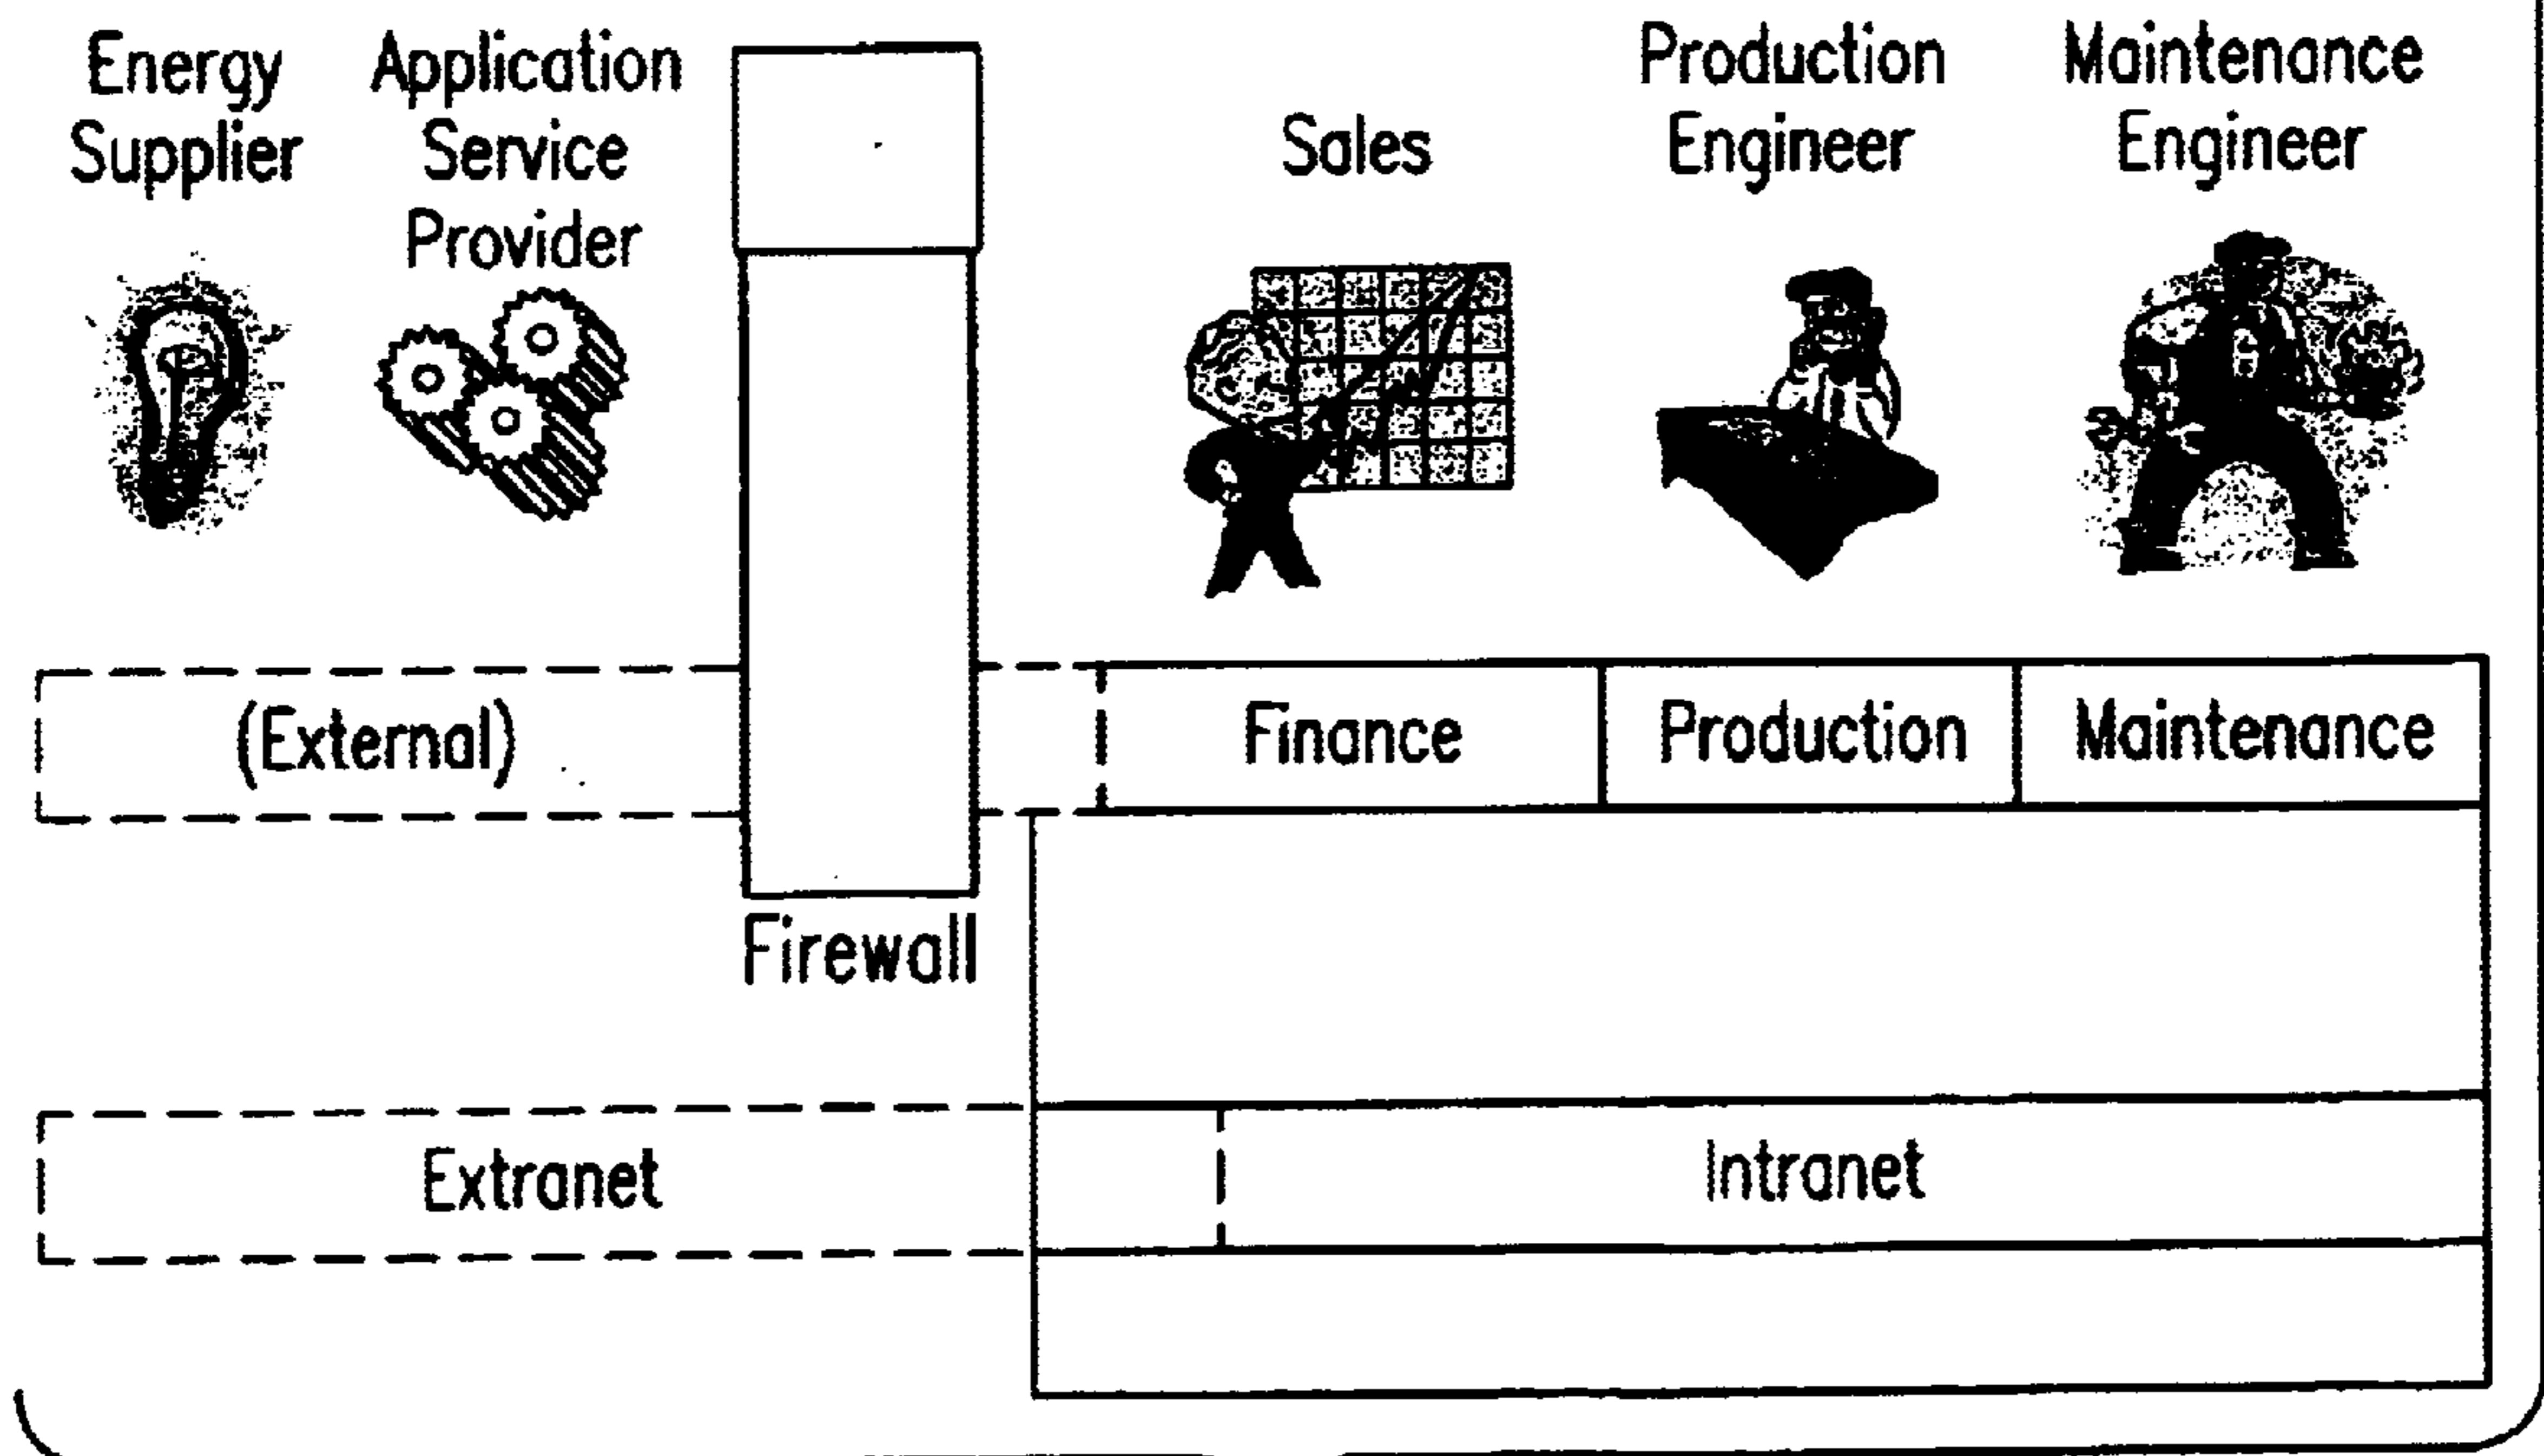 Energy
Supplier
Application
Service
Provider
Sales
Production
Engineer
Maintenance
Engineer
(External)
Finance
Production
Maintenance
Firewall
Extranet
Intranet